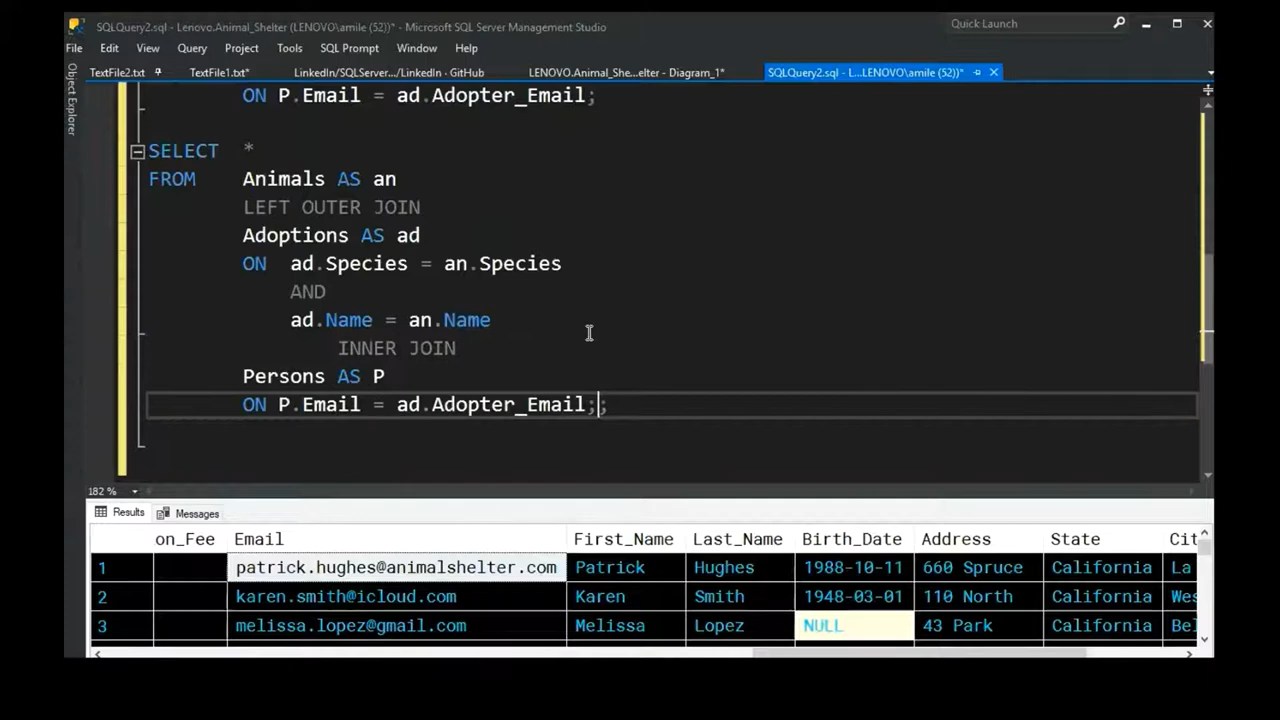 SQLQuery2.sql - Lenovo.Animal_Shelter (LENOVO\amile (52))* - Microsoft SQL Server Management Studio
Quick Launch
File Edit View Query Project Tools SQL Prompt Window Help
TextFile2.txt TextFile1.txt* LinkedIn/SQLServer.../LinkedIn - GitHub LENOVO.Animal_She...elter - Diagram_1* SQLQuery2.sql - L...LENOVO\amile (52))*
Object Explorer
ON P.Email = ad.Adopter_Email;
SELECT *
FROM Animals AS an
LEFT OUTER JOIN
Adoptions AS ad
ON ad.Species = an.Species
AND
ad.Name = an.Name
INNER JOIN
Persons AS P
ON P.Email = ad.Adopter_Email;;
182 %
Results Messages
on_Fee Email First_Name Last_Name Birth_Date Address State Cit
1 patrick.hughes@animalshelter.com Patrick Hughes 1988-10-11 660 Spruce California La
2 karen.smith@icloud.com Karen Smith 1948-03-01 110 North California Wes
3 melissa.lopez@gmail.com Melissa Lopez NULL 43 Park California Bel